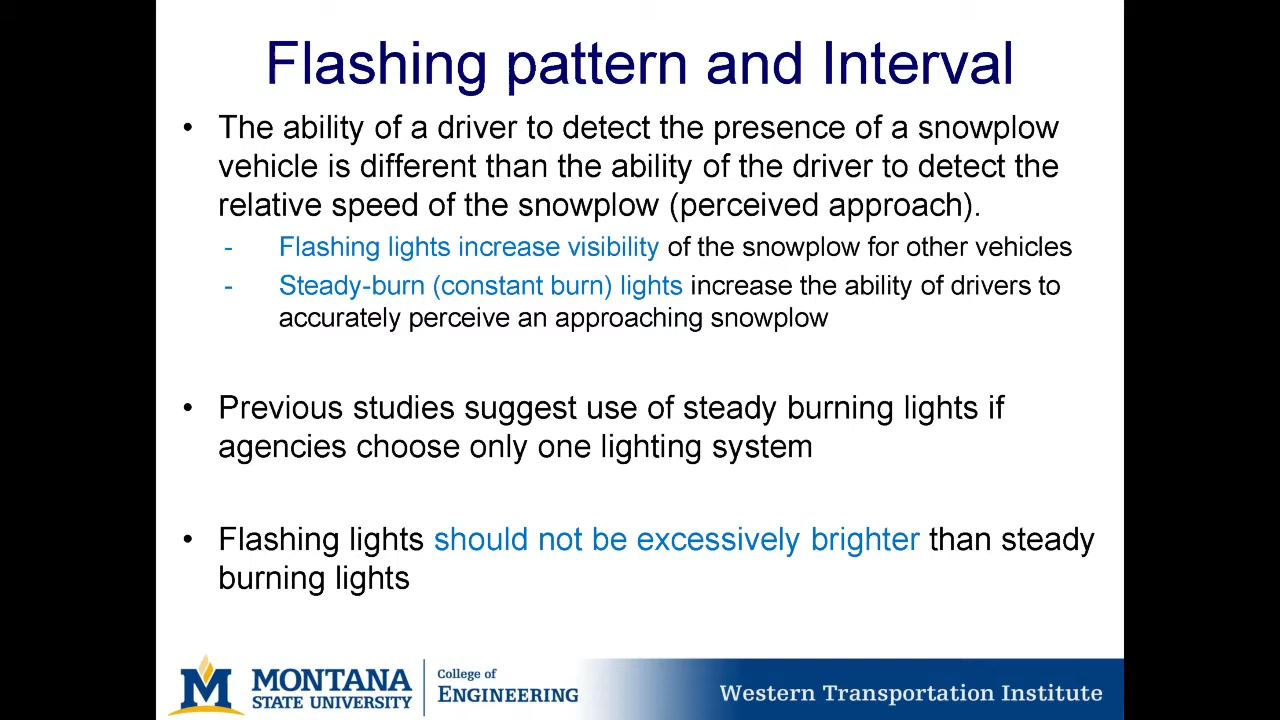 Flashing pattern and Interval
• The ability of a driver to detect the presence of a snowplow
vehicle is different than the ability of the driver to detect the
relative speed of the snowplow (perceived approach).
- Flashing lights increase visibility of the snowplow for other vehicles
- Steady-burn (constant burn) lights increase the ability of drivers to
accurately perceive an approaching snowplow
• Previous studies suggest use of steady burning lights if
agencies choose only one lighting system
• Flashing lights should not be excessively brighter than steady
burning lights
M MONTANA
STATE UNIVERSITY
College of
ENGINEERING
Western Transportation Institute